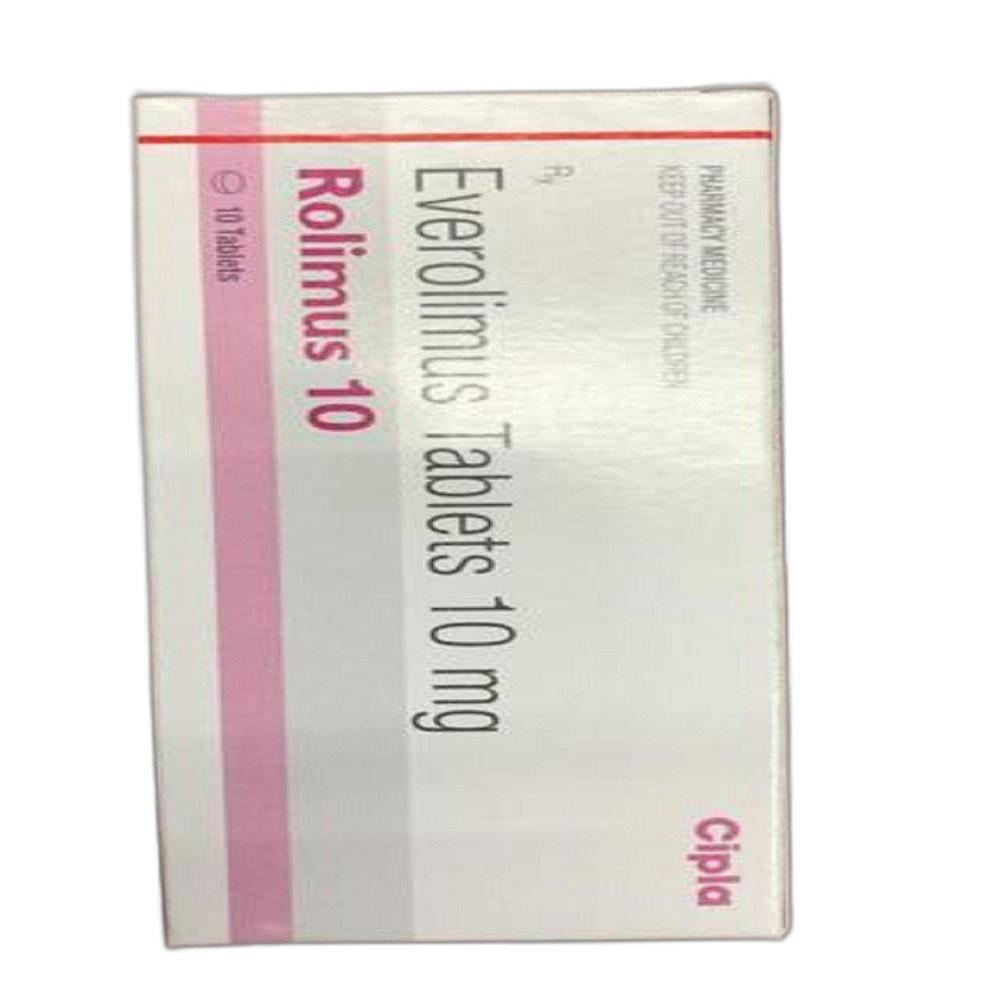 PHARMACY MEDICINE
KEEP OUT OF REACH OF CHILDREN
Cipla
Rx
Everolimus Tablets 10 mg
Rolimus 10
10 Tablets